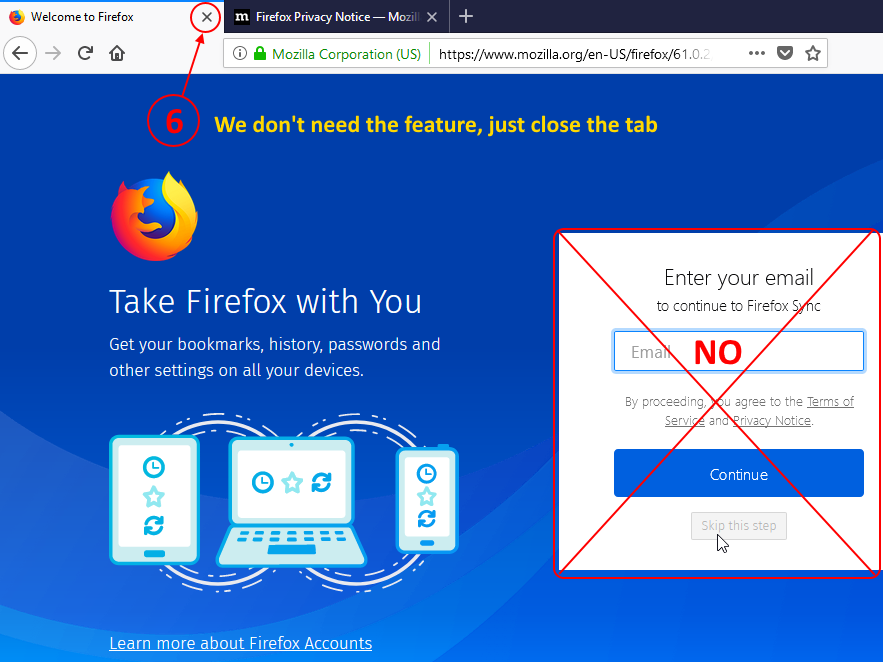 Welcome to Firefox
m Firefox Privacy Notice — Mozil
Mozilla Corporation (US) https://www.mozilla.org/en-US/firefox/61.0.2
6 We don't need the feature, just close the tab
Take Firefox with You
Get your bookmarks, history, passwords and
other settings on all your devices.
Learn more about Firefox Accounts
Enter your email
to continue to Firefox Sync
Email NO
By proceeding, you agree to the Terms of
Service and Privacy Notice.
Continue
Skip this step